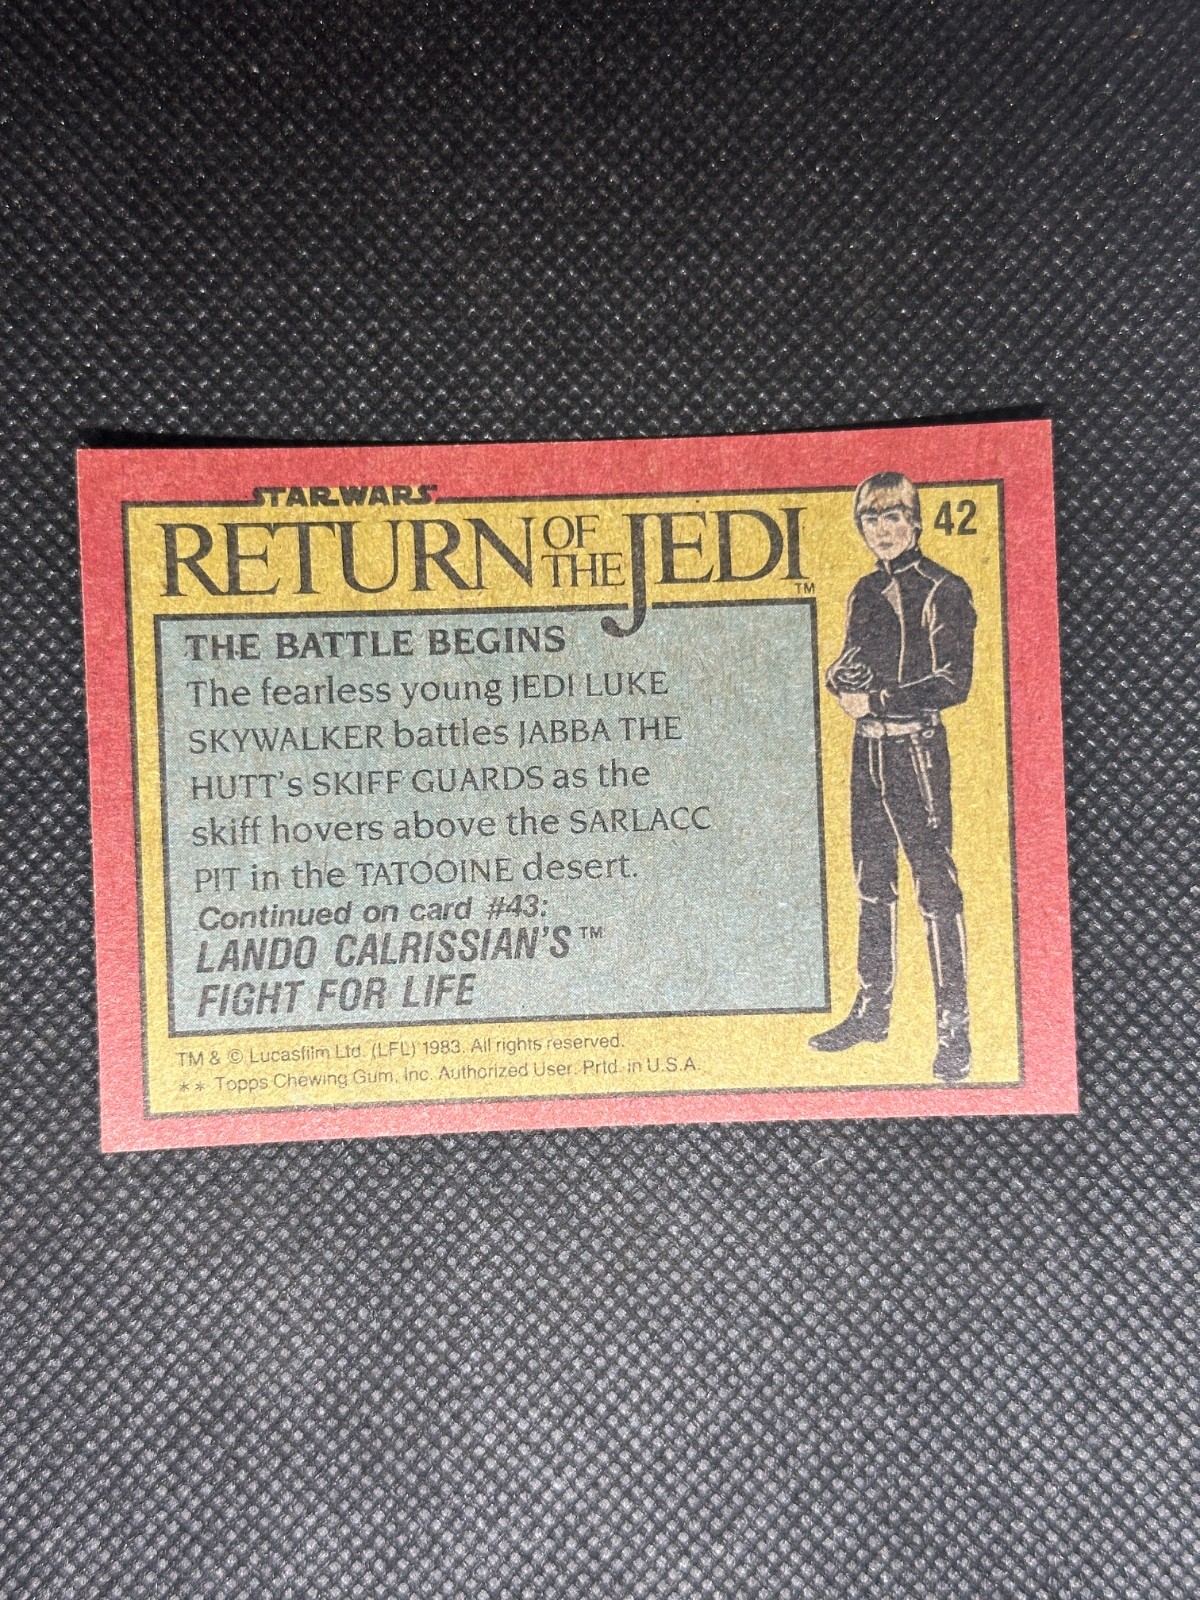 STAR WARS
RETURN OF THE JEDI™
42
THE BATTLE BEGINS
The fearless young JEDI LUKE
SKYWALKER battles JABBA THE
HUTT's SKIFF GUARDS as the
skiff hovers above the SARLACC
PIT in the TATOOINE desert.
Continued on card #43:
LANDO CALRISSIAN'S™
FIGHT FOR LIFE
TM & © Lucasfilm Ltd. (LFL) 1983. All rights reserved.
** Topps Chewing Gum, Inc. Authorized User. Prtd. in U.S.A.